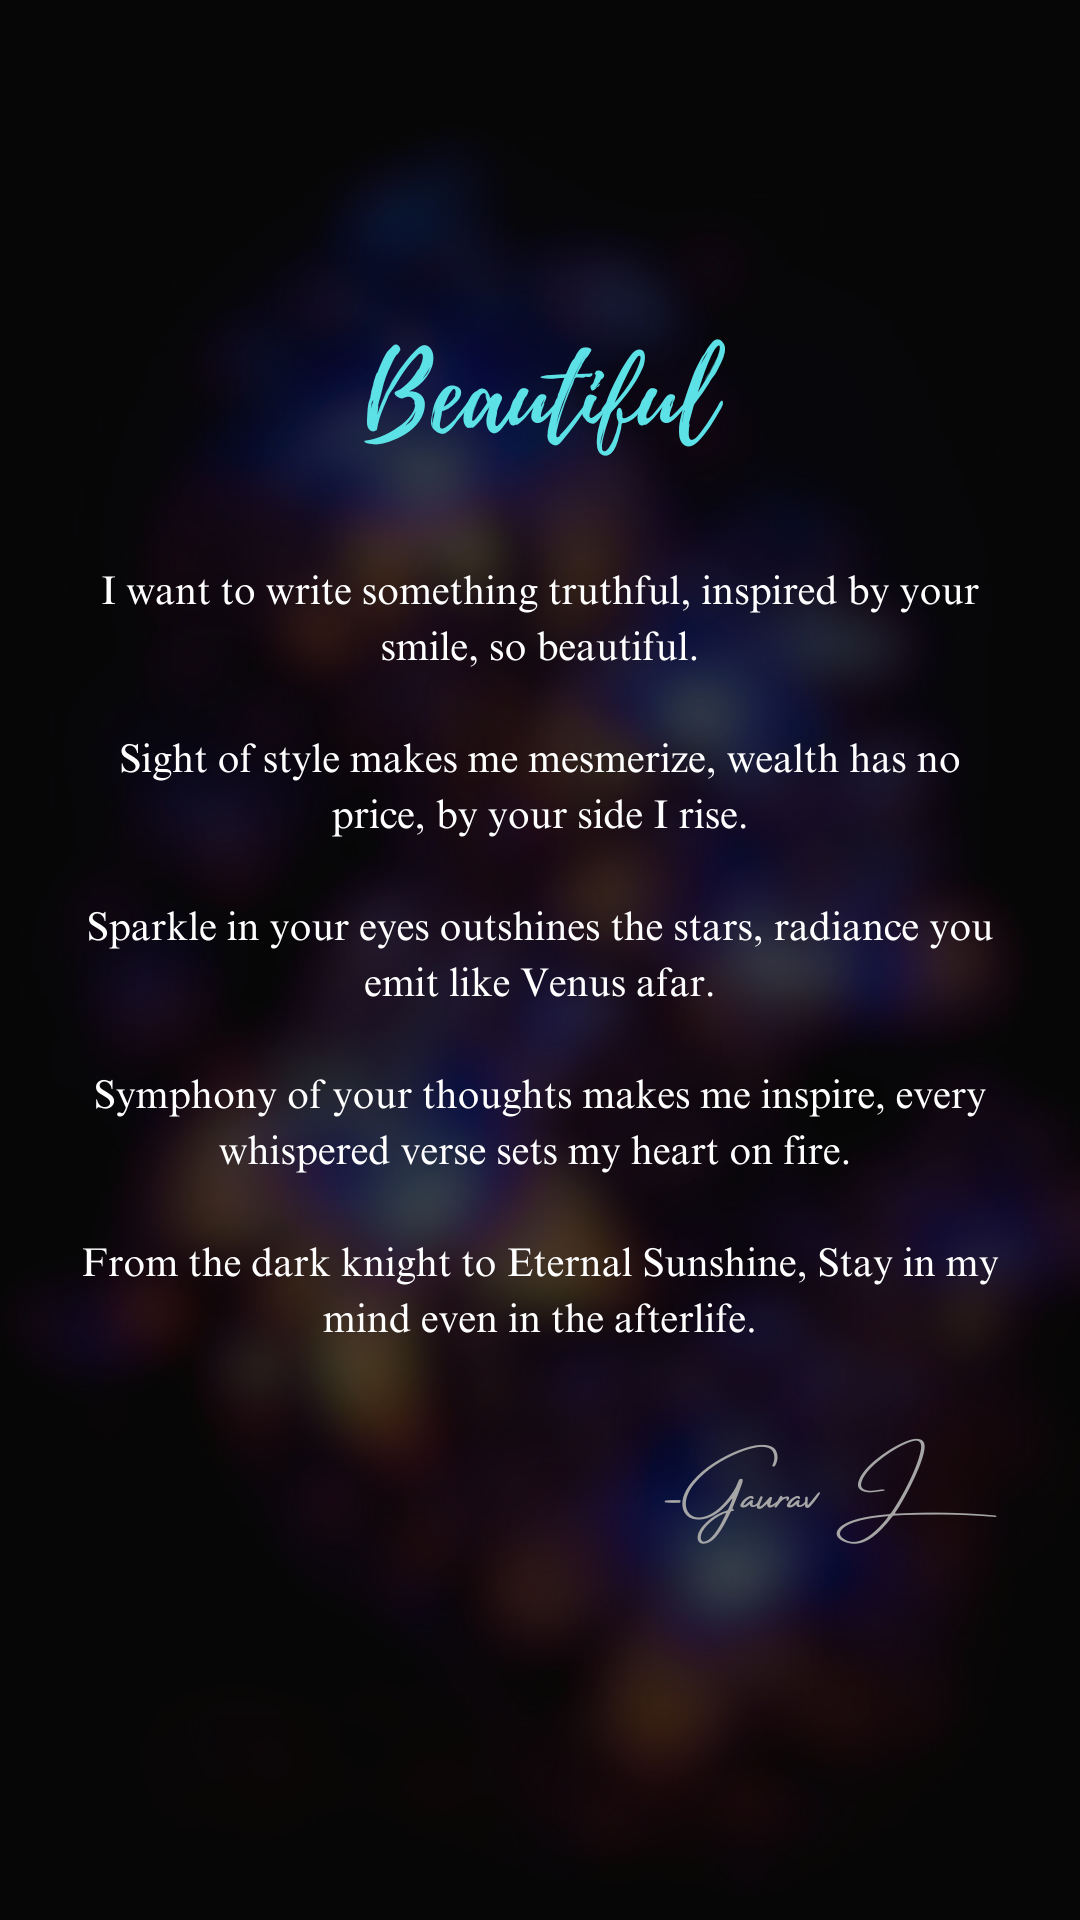 Beautiful
I want to write something truthful, inspired by your
smile, so beautiful.
Sight of style makes me mesmerize, wealth has no
price, by your side I rise.
Sparkle in your eyes outshines the stars, radiance you
emit like Venus afar.
Symphony of your thoughts makes me inspire, every
whispered verse sets my heart on fire.
From the dark knight to Eternal Sunshine, Stay in my
mind even in the afterlife.
-Gaurav J